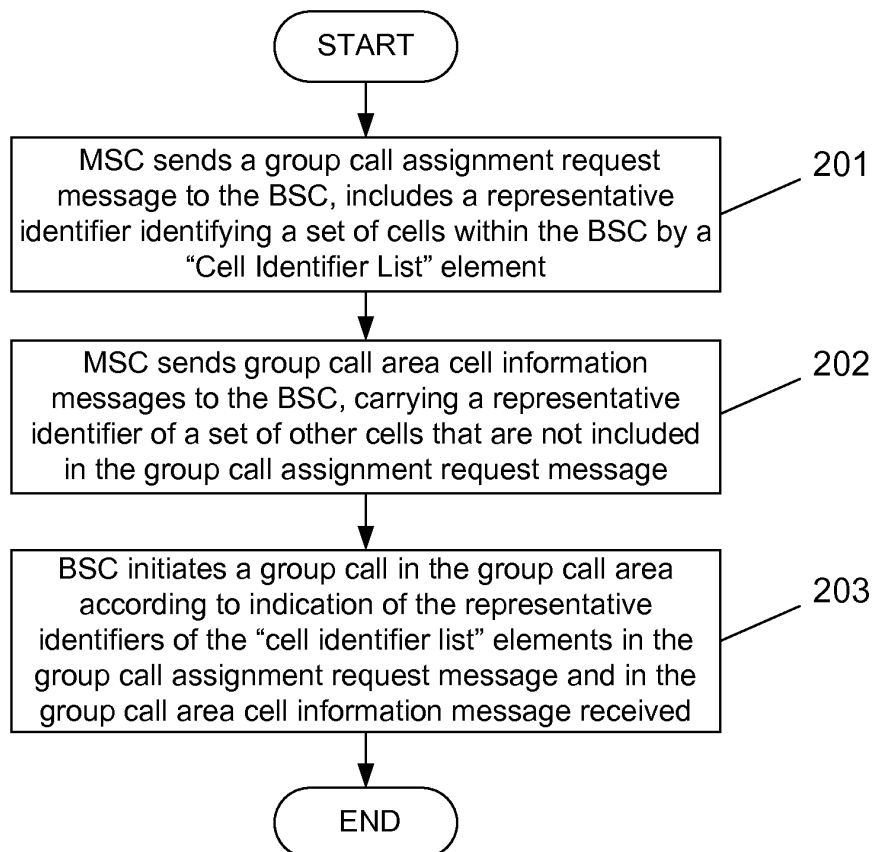 START
MSC sends a group call assignment request
message to the BSC, includes a representative
identifier identifying a set of cells within the BSC by a
“Cell Identifier List” element
201
MSC sends group call area cell information
messages to the BSC, carrying a representative
identifier of a set of other cells that are not included
in the group call assignment request message
202
BSC initiates a group call in the group call area
according to indication of the representative
identifiers of the “cell identifier list” elements in the
group call assignment request message and in the
group call area cell information message received
203
END